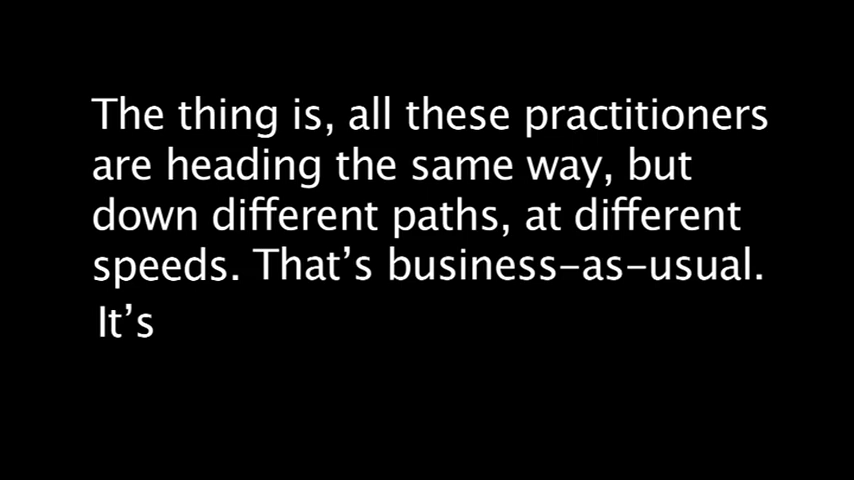 The thing is, all these practitioners
are heading the same way, but
down different paths, at different
speeds. That’s business–as–usual.
It’s